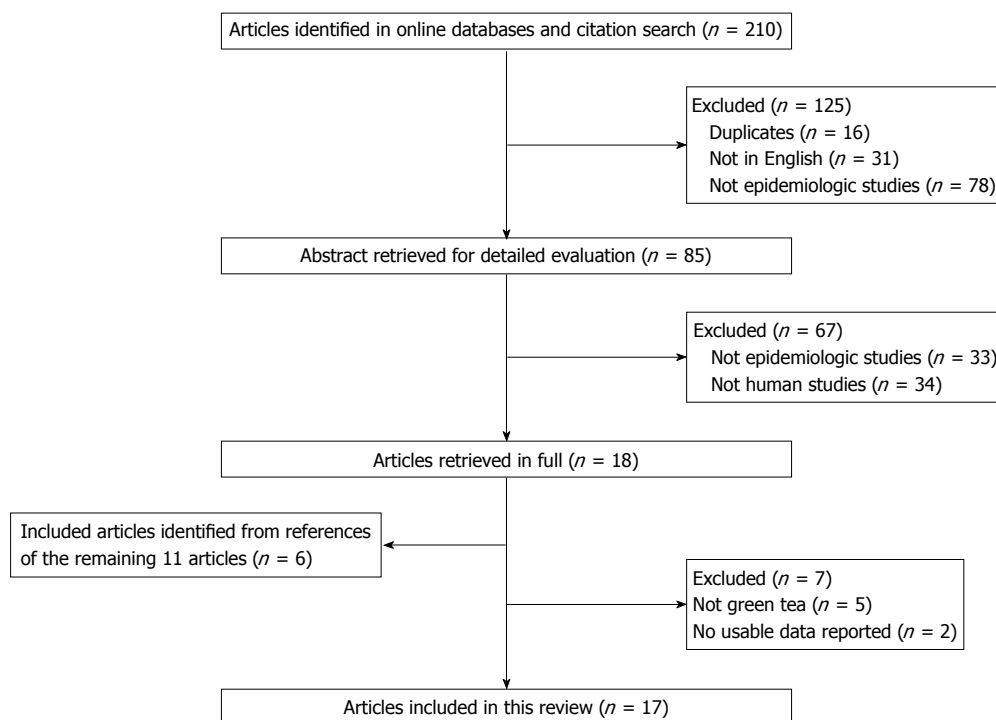 Articles identified in online databases and citation search (n = 210)
Excluded (n = 125)
Duplicates (n = 16)
Not in English (n = 31)
Not epidemiologic studies (n = 78)
Abstract retrieved for detailed evaluation (n = 85)
Excluded (n = 67)
Not epidemiologic studies (n = 33)
Not human studies (n = 34)
Articles retrieved in full (n = 18)
Included articles identified from references
of the remaining 11 articles (n = 6)
Excluded (n = 7)
Not green tea (n = 5)
No usable data reported (n = 2)
Articles included in this review (n = 17)